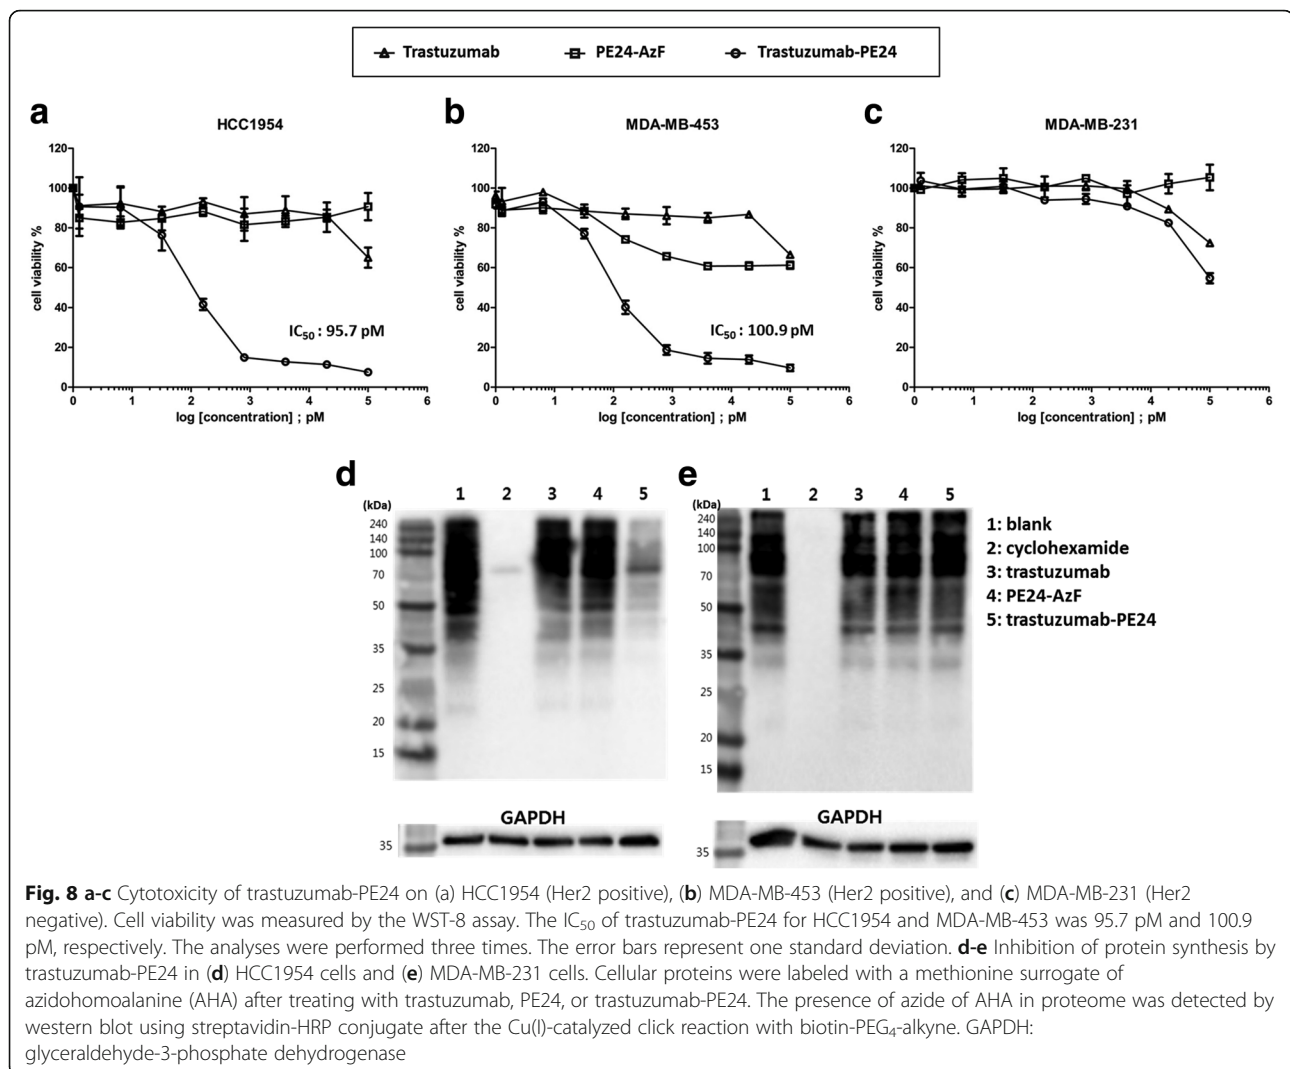 Trastuzumab PE24-AzF Trastuzumab-PE24
a b c
HCC1954 MDA-MB-453 MDA-MB-231
120 120 120
100 100 100
80 80 80
60 60 60
40 40 40
20 20 20
0 0 0
cell viability % cell viability % cell viability %
IC50 : 95.7 pM IC50 : 100.9 pM
0 1 2 3 4 5 6 0 1 2 3 4 5 6 0 1 2 3 4 5 6
log [concentration] ; pM log [concentration] ; pM log [concentration] ; pM
d
(kDa) 1 2 3 4 5
240
140
100
70
50
35
25
20
15
GAPDH
35
e
(kDa) 1 2 3 4 5
240
140
100
70
50
35
25
20
15
GAPDH
35
1: blank
2: cyclohexamide
3: trastuzumab
4: PE24-AzF
5: trastuzumab-PE24
Fig. 8 a-c Cytotoxicity of trastuzumab-PE24 on (a) HCC1954 (Her2 positive), (b) MDA-MB-453 (Her2 positive), and (c) MDA-MB-231 (Her2
negative). Cell viability was measured by the WST-8 assay. The IC50 of trastuzumab-PE24 for HCC1954 and MDA-MB-453 was 95.7 pM and 100.9
pM, respectively. The analyses were performed three times. The error bars represent one standard deviation. d-e Inhibition of protein synthesis by
trastuzumab-PE24 in (d) HCC1954 cells and (e) MDA-MB-231 cells. Cellular proteins were labeled with a methionine surrogate of
azidohomoalanine (AHA) after treating with trastuzumab, PE24, or trastuzumab-PE24. The presence of azide of AHA in proteome was detected by
western blot using streptavidin-HRP conjugate after the Cu(I)-catalyzed click reaction with biotin-PEG4-alkyne. GAPDH:
glyceraldehyde-3-phosphate dehydrogenase